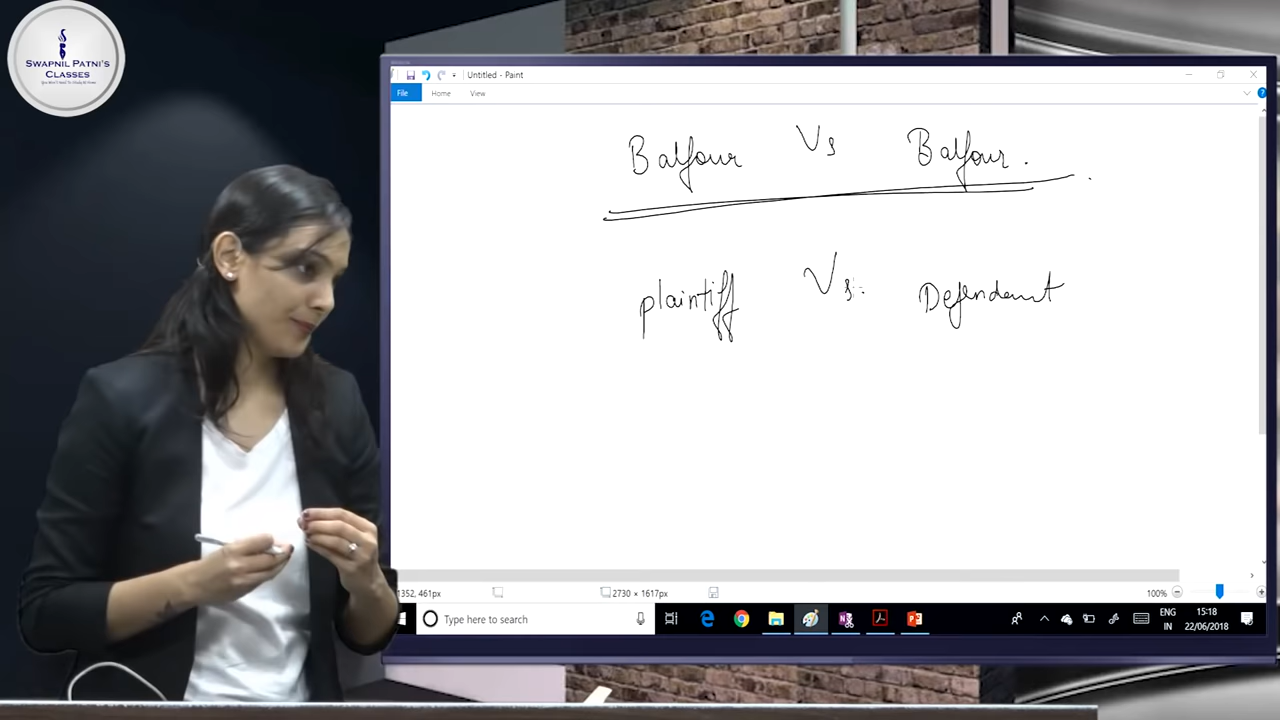 SWAPNIL PATNI'S
CLASSES
Untitled - Paint
File Home View
Balfour Vs Balfour.
plaintiff Vs. Defendant
1352, 461px
2730 × 1617px
100%
Type here to search
ENG
IN
15:18
22/06/2018